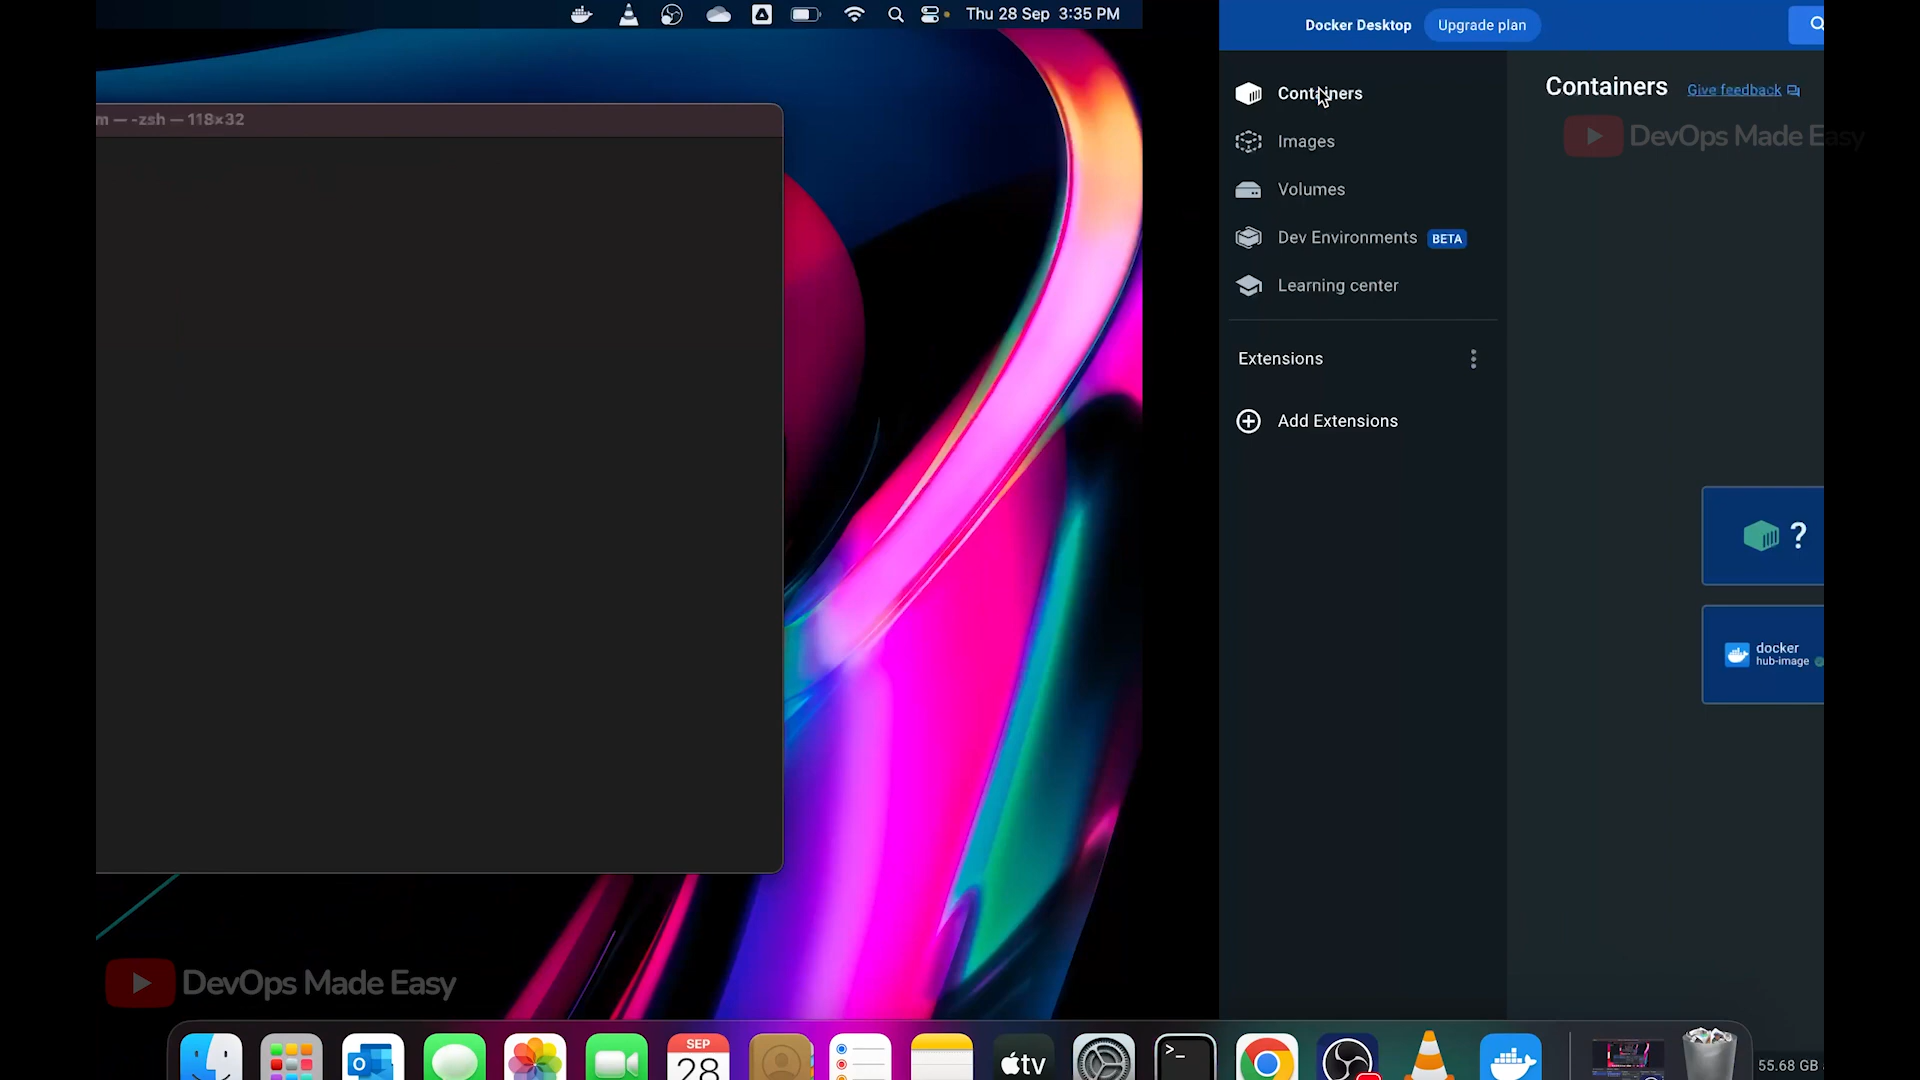 Thu 28 Sep 3:35 PM
m — -zsh — 118×32
Docker Desktop
Upgrade plan
Containers
Images
Volumes
Dev Environments BETA
Learning center
Extensions
Add Extensions
Containers
Give feedback
DevOps Made Easy
?
docker
hub-image
DevOps Made Easy
SEP
28
tv
>_
55.68 GB